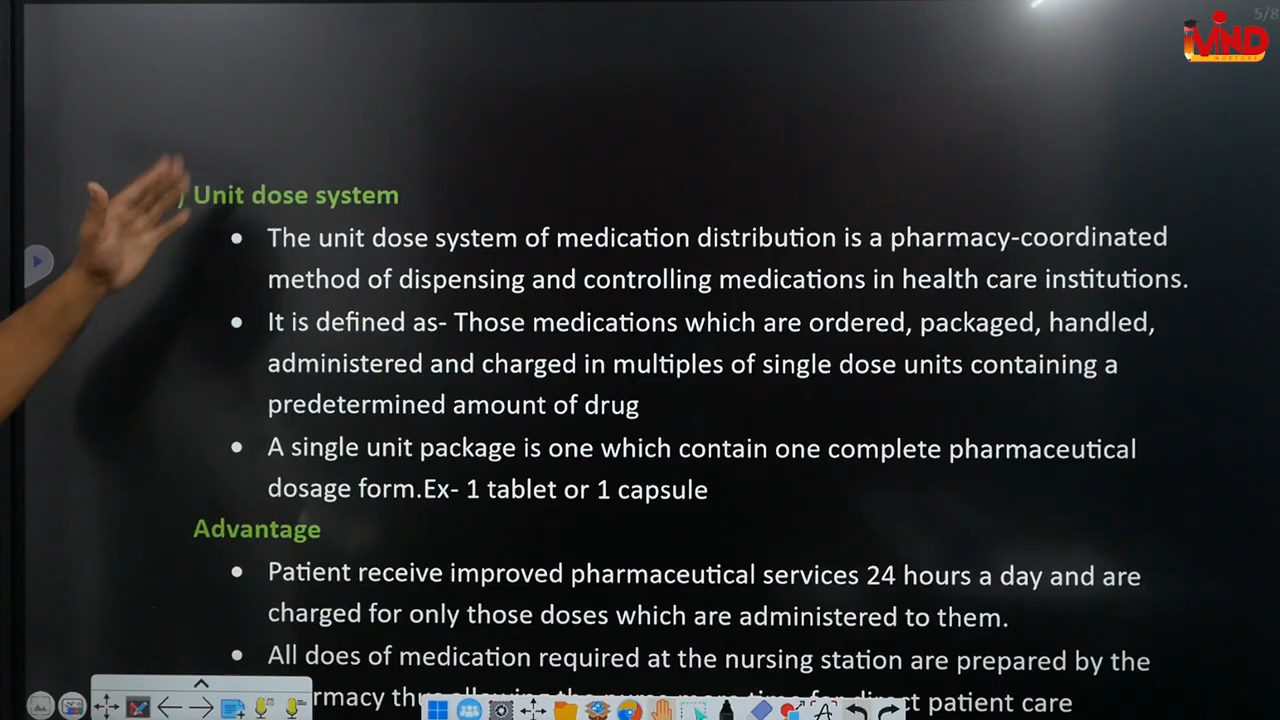 5/8
MIND
NURTURE
) Unit dose system
• The unit dose system of medication distribution is a pharmacy-coordinated
method of dispensing and controlling medications in health care institutions.
• It is defined as- Those medications which are ordered, packaged, handled,
administered and charged in multiples of single dose units containing a
predetermined amount of drug
• A single unit package is one which contain one complete pharmaceutical
dosage form.Ex- 1 tablet or 1 capsule
Advantage
• Patient receive improved pharmaceutical services 24 hours a day and are
charged for only those doses which are administered to them.
• All does of medication required at the nursing station are prepared by the
patient care